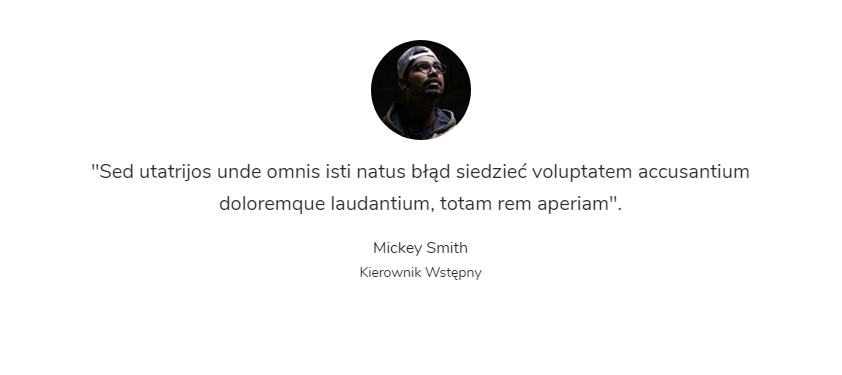 "Sed utatrijos unde omnis isti natus błąd siedzieć voluptatem accusantium
doloremque laudantium, totam rem aperiam".
Mickey Smith
Kierownik Wstępny